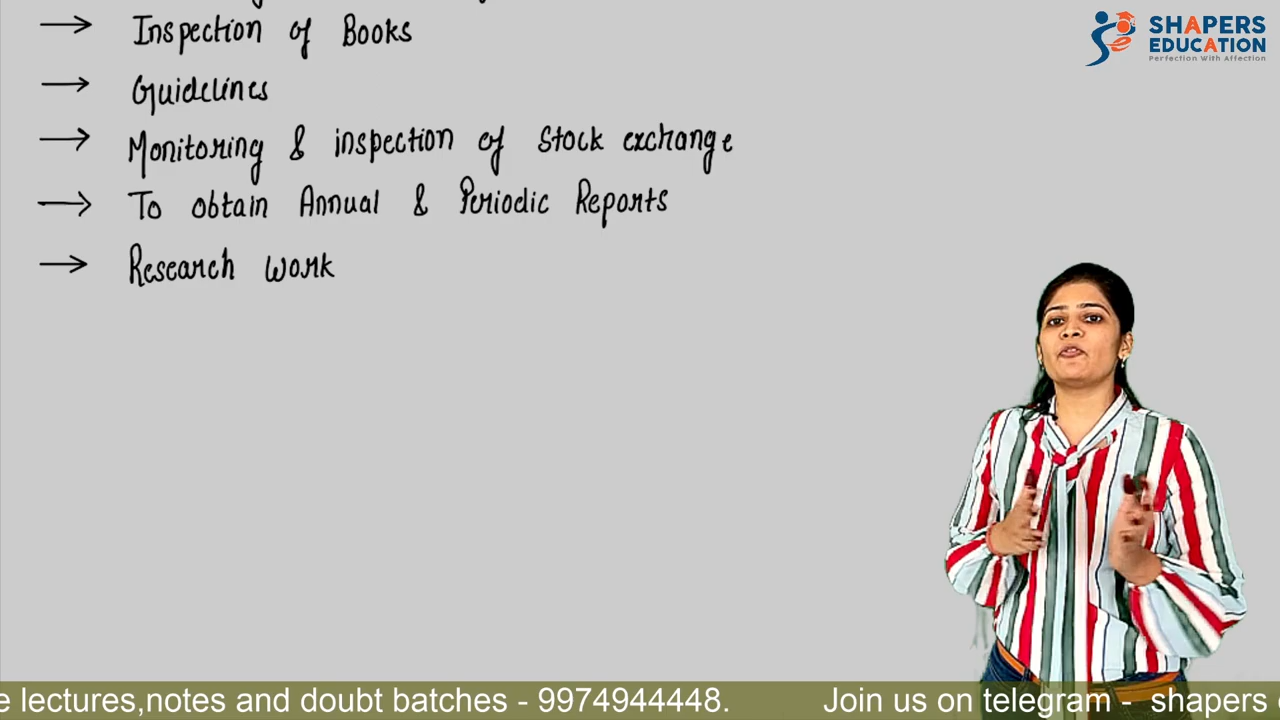 → Inspection of Books
→ Guidelines
→ Monitoring & inspection of Stock exchange
→ To obtain Annual & Periodic Reports
→ Research work
SHAPERS
EDUCATION
Perfection With Affection
e lectures,notes and doubt batches - 9974944448. Join us on telegram - shapers